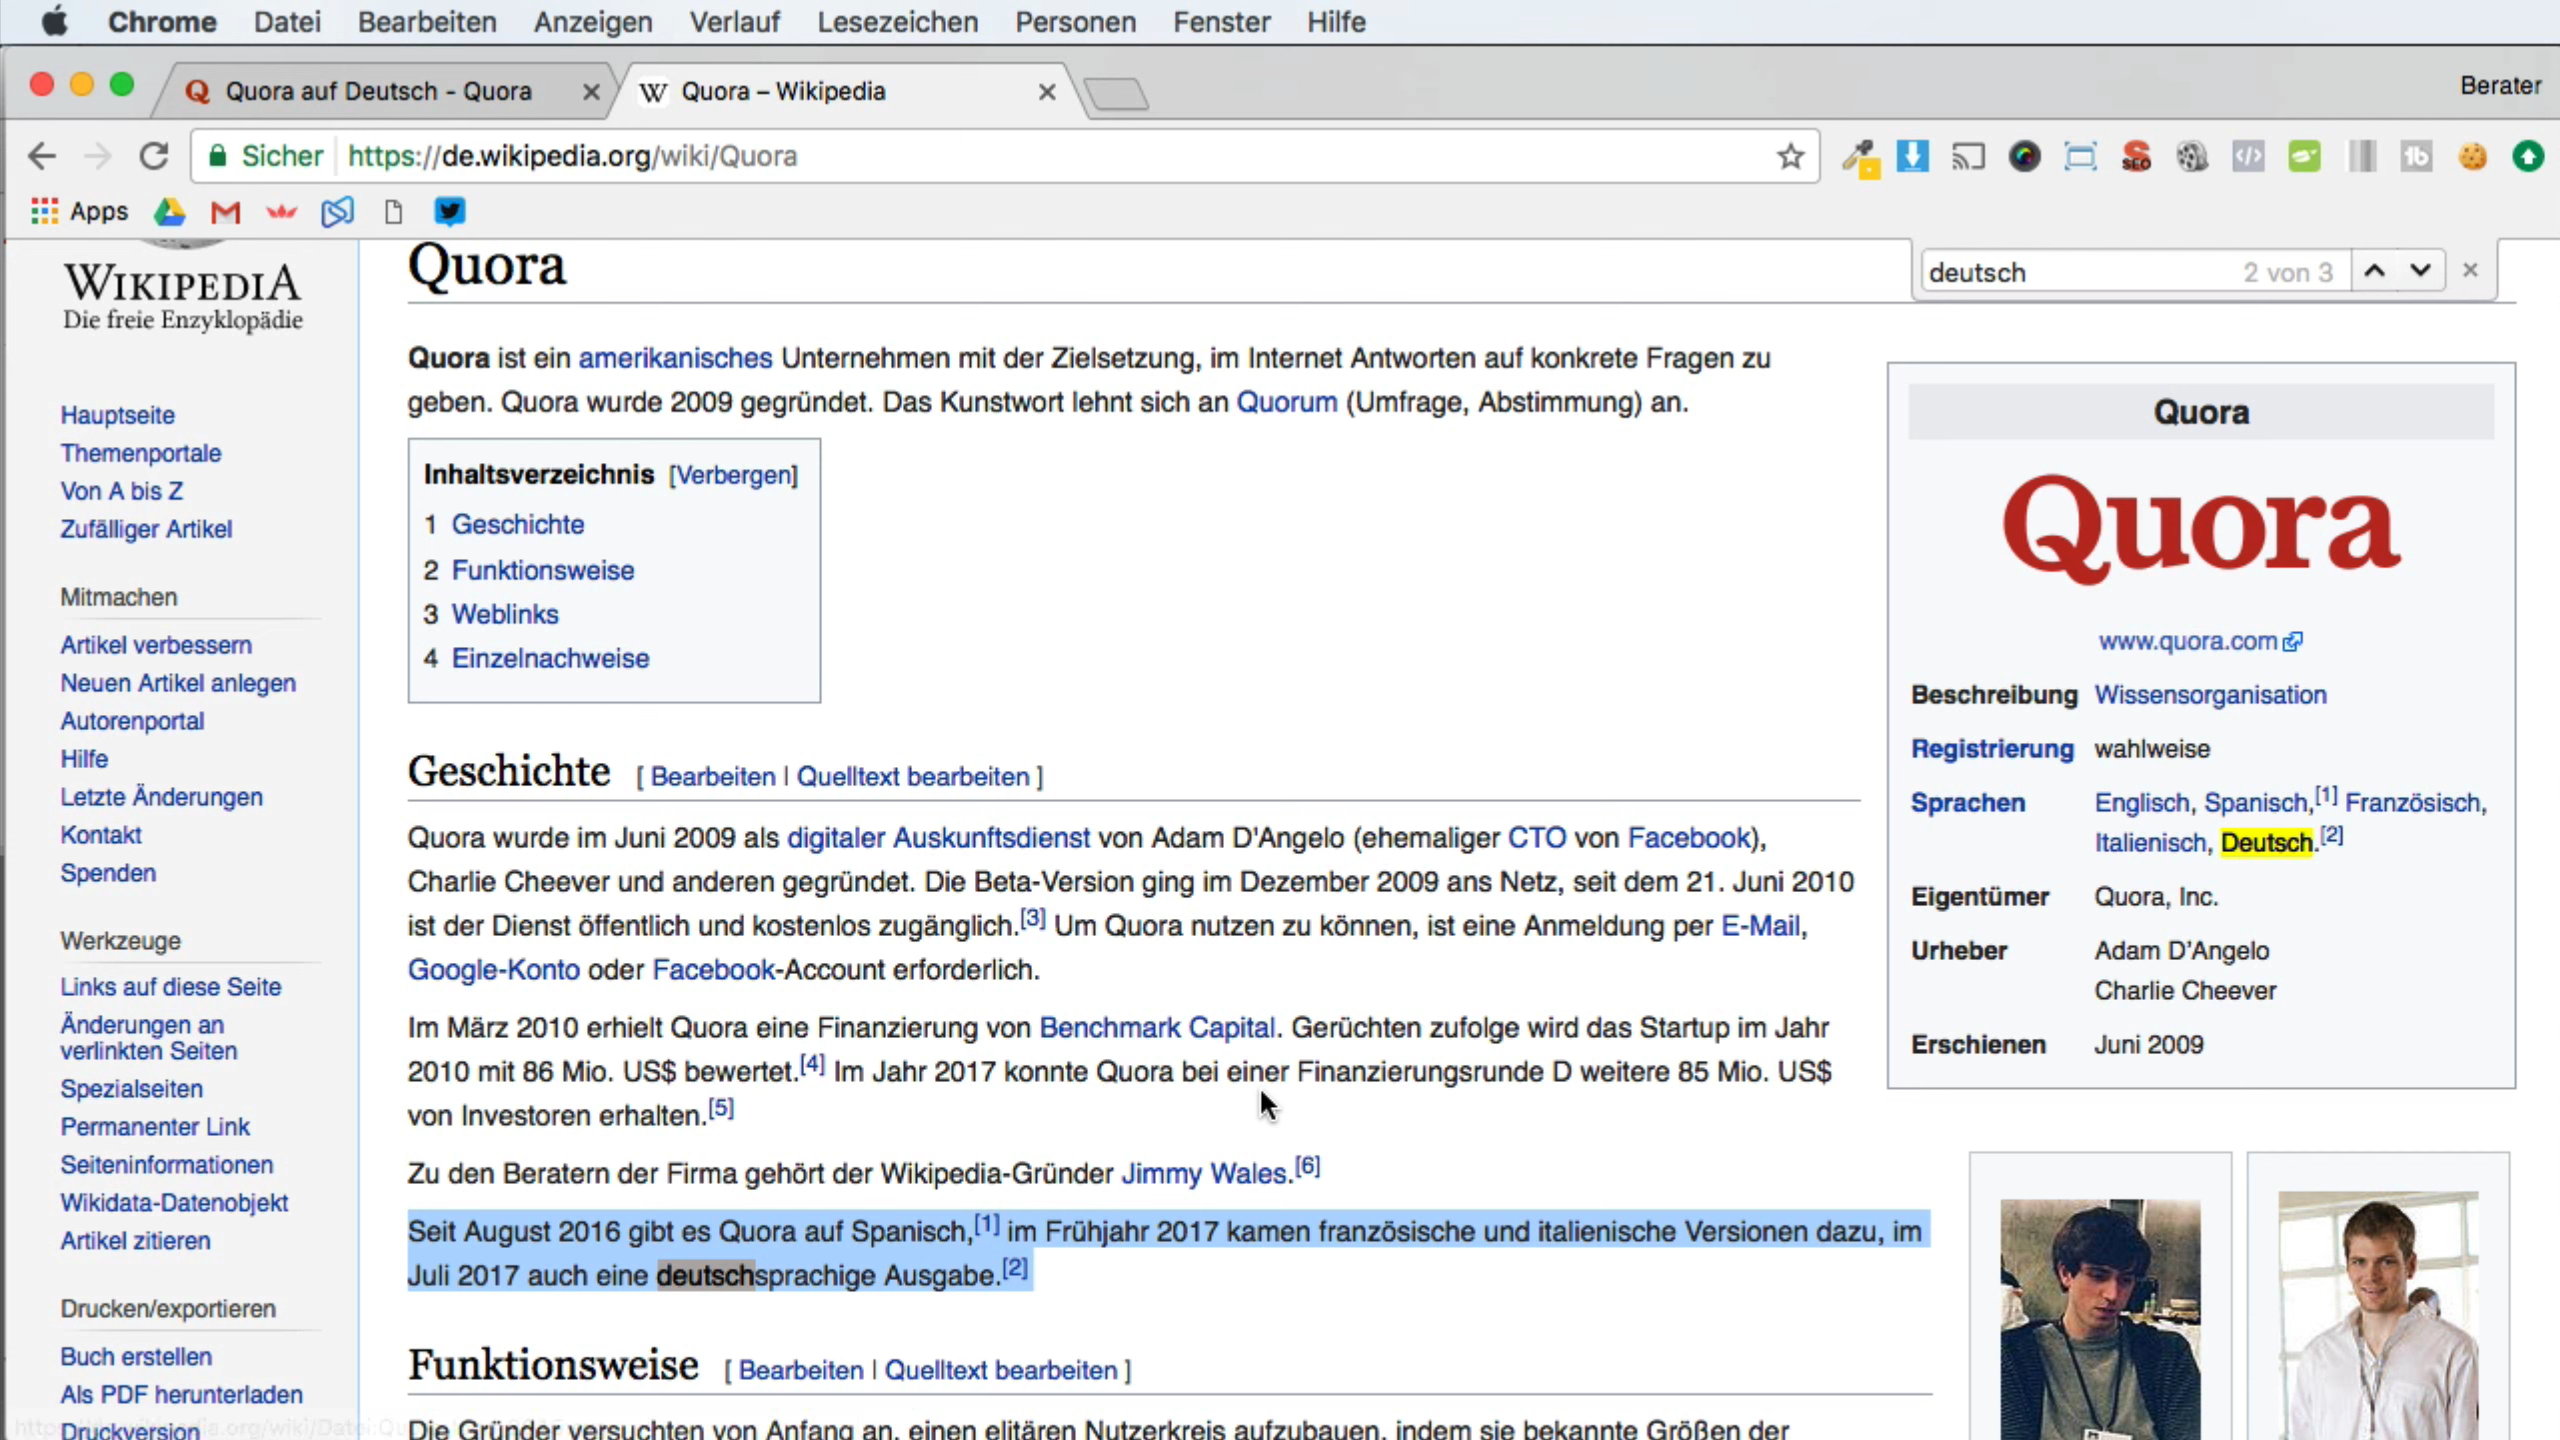 Chrome Datei Bearbeiten Anzeigen Verlauf Lesezeichen Personen Fenster Hilfe
Quora auf Deutsch - Quora
Quora – Wikipedia
Berater
Sicher https://de.wikipedia.org/wiki/Quora
Apps
deutsch 2 von 3
WIKIPEDIA
Die freie Enzyklopädie
Hauptseite
Themenportale
Von A bis Z
Zufälliger Artikel
Mitmachen
Artikel verbessern
Neuen Artikel anlegen
Autorenportal
Hilfe
Letzte Änderungen
Kontakt
Spenden
Werkzeuge
Links auf diese Seite
Änderungen an
verlinkten Seiten
Spezialseiten
Permanenter Link
Seiteninformationen
Wikidata-Datenobjekt
Artikel zitieren
Drucken/exportieren
Buch erstellen
Als PDF herunterladen
Druckversion
Quora
Quora ist ein amerikanisches Unternehmen mit der Zielsetzung, im Internet Antworten auf konkrete Fragen zu
geben. Quora wurde 2009 gegründet. Das Kunstwort lehnt sich an Quorum (Umfrage, Abstimmung) an.
Inhaltsverzeichnis [Verbergen]
1 Geschichte
2 Funktionsweise
3 Weblinks
4 Einzelnachweise
Geschichte [ Bearbeiten | Quelltext bearbeiten ]
Quora wurde im Juni 2009 als digitaler Auskunftsdienst von Adam D'Angelo (ehemaliger CTO von Facebook),
Charlie Cheever und anderen gegründet. Die Beta-Version ging im Dezember 2009 ans Netz, seit dem 21. Juni 2010
ist der Dienst öffentlich und kostenlos zugänglich.[3] Um Quora nutzen zu können, ist eine Anmeldung per E-Mail,
Google-Konto oder Facebook-Account erforderlich.
Im März 2010 erhielt Quora eine Finanzierung von Benchmark Capital. Gerüchten zufolge wird das Startup im Jahr
2010 mit 86 Mio. US$ bewertet.[4] Im Jahr 2017 konnte Quora bei einer Finanzierungsrunde D weitere 85 Mio. US$
von Investoren erhalten.[5]
Zu den Beratern der Firma gehört der Wikipedia-Gründer Jimmy Wales.[6]
Seit August 2016 gibt es Quora auf Spanisch,[1] im Frühjahr 2017 kamen französische und italienische Versionen dazu, im
Juli 2017 auch eine deutschsprachige Ausgabe.[2]
Funktionsweise [ Bearbeiten | Quelltext bearbeiten ]
Die Gründer versuchten von Anfang an, einen elitären Nutzerkreis aufzubauen, indem sie bekannte Größen der
Quora
Quora
www.quora.com
Beschreibung Wissensorganisation
Registrierung wahlweise
Sprachen Englisch, Spanisch,[1] Französisch,
Italienisch, Deutsch.[2]
Eigentümer Quora, Inc.
Urheber Adam D'Angelo
Charlie Cheever
Erschienen Juni 2009